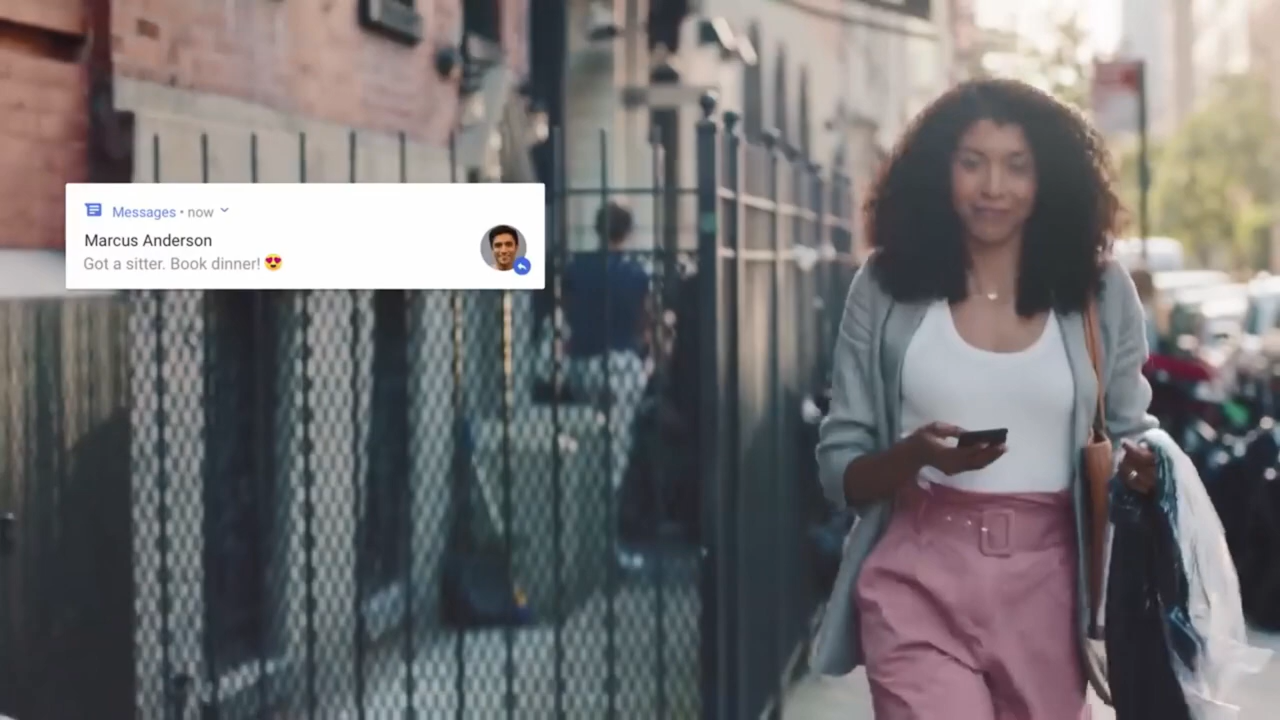 Messages • now
Marcus Anderson
Got a sitter. Book dinner! 😍